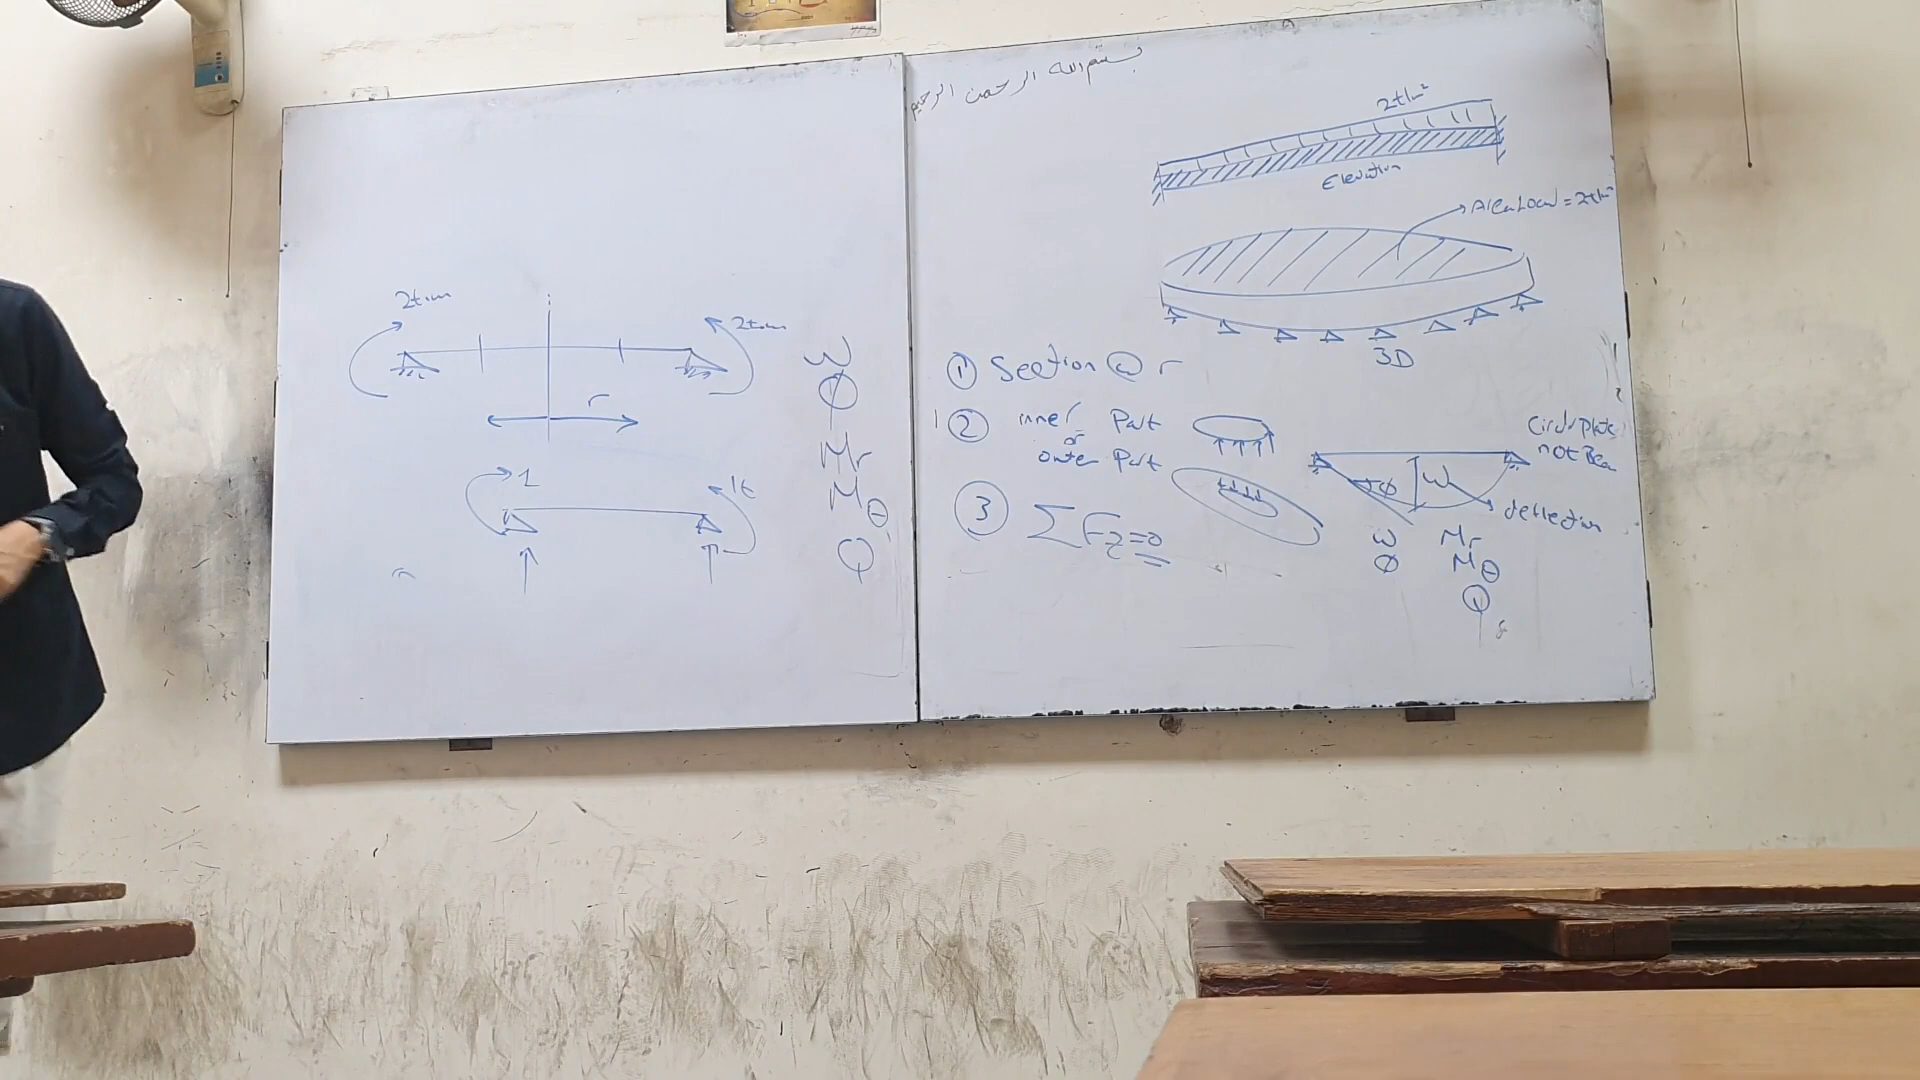 بسم الله الرحمن الرحيم
2t/m²
Elevation
Area Load = 2t/m²
3D
① Section @ r
② inner Part
or
outer Part
③ ΣFz=0
Circular Plate
not Beam
ϕ
w
deflection
w Mr
ϕ Mθ
Q
2t.m
2t.m
r
1
1t
w
ϕ
Mr
Mθ
Q